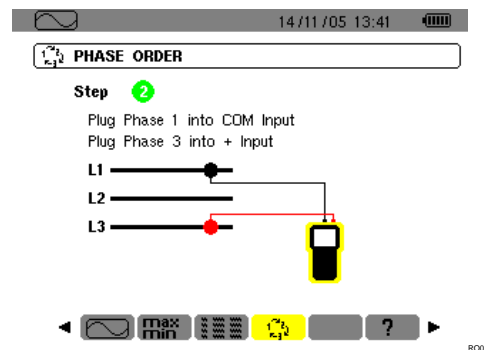 14/11/05 13:41
PHASE ORDER
Step 2
Plug Phase 1 into COM Input
Plug Phase 3 into + Input
L1
L2
L3
max
min
?